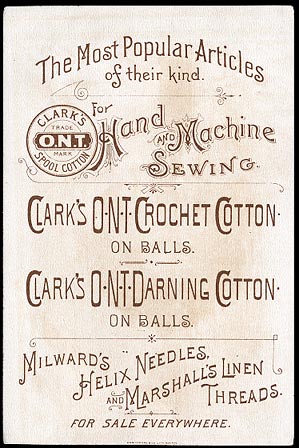 The Most Popular Articles
of their kind.
For
CLARK'S
TRADE
O.N.T.
MARK
SPOOL COTTON
Hand AND Machine
SEWING.
CLARK'S O·N·T·CROCHET COTTON·
ON BALLS.
CLARK'S O·N·T·DARNING COTTON·
ON BALLS.
MILWARD'S "HELIX" NEEDLES,
AND MARSHALL'S LINEN
THREADS.
FOR SALE EVERYWHERE.